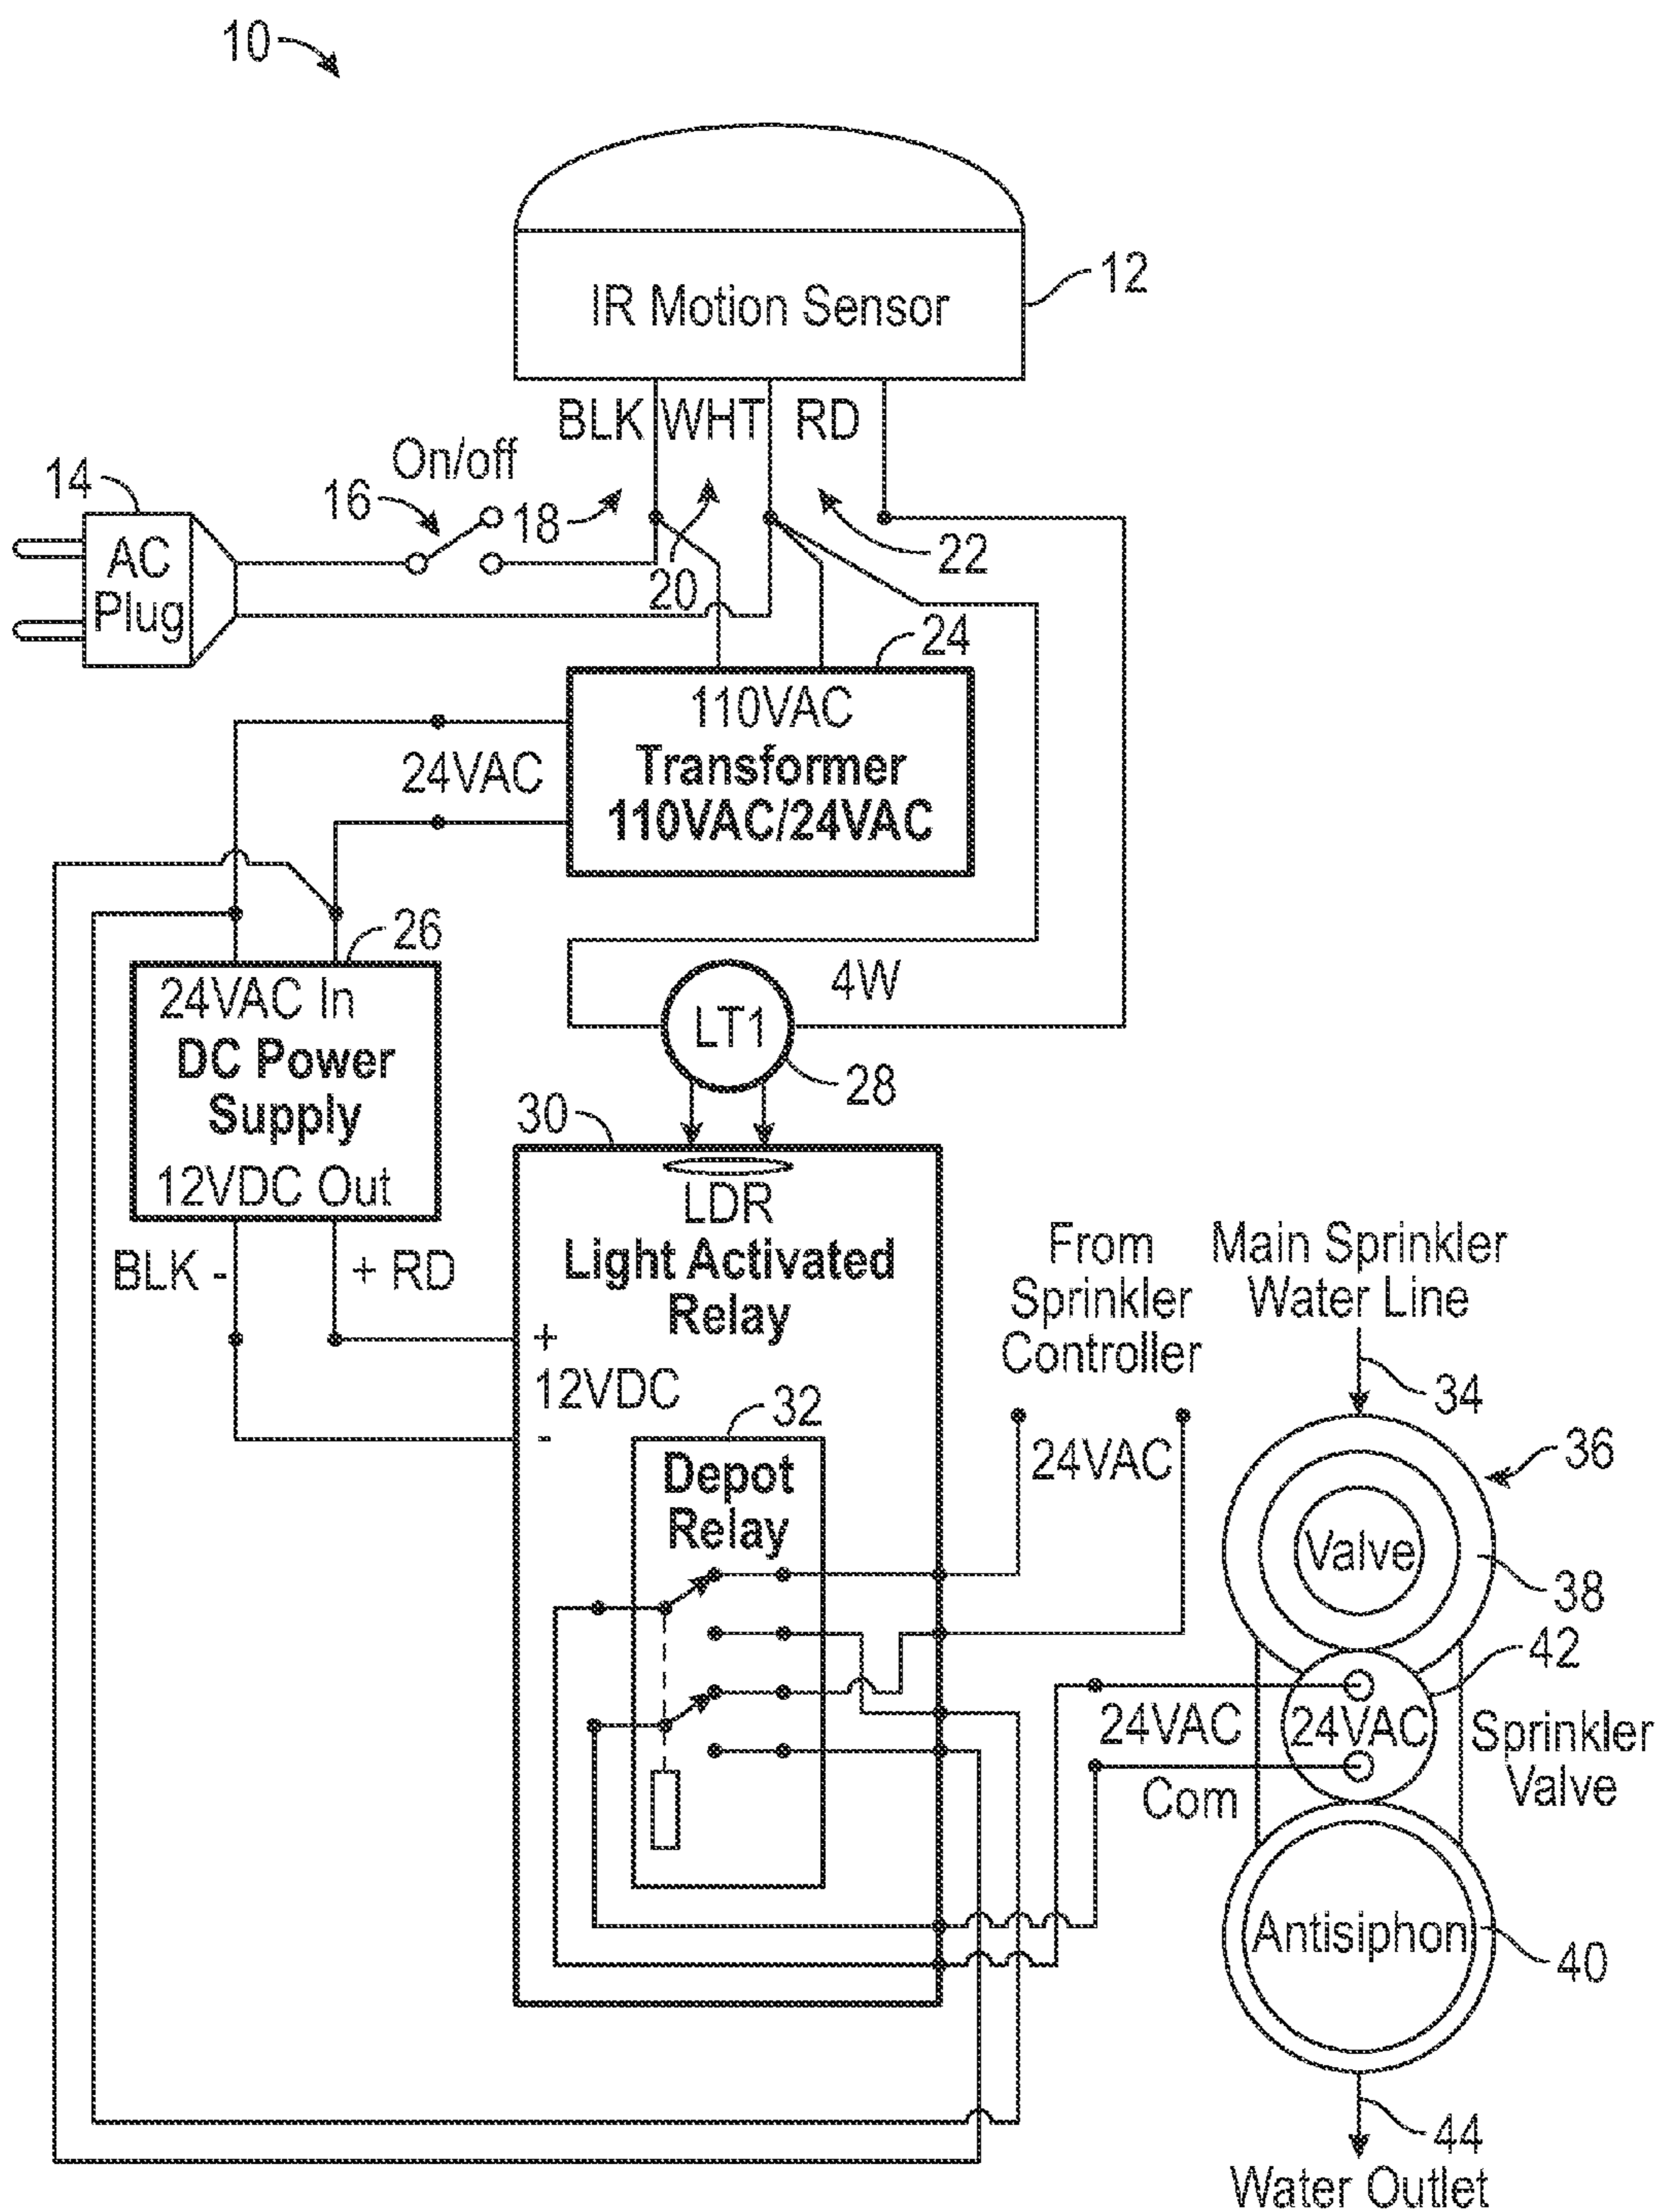 10
IR Motion Sensor
12
BLK
WHT
RD
On/off
14
16
18
20
22
AC
Plug
24
110VAC
Transformer
110VAC/24VAC
24VAC
26
24VAC In
DC Power
Supply
12VDC Out
4W
LT1
28
30
LDR
Light Activated
Relay
BLK -
+ RD
+
12VDC
-
32
Depot
Relay
From
Sprinkler
Controller
24VAC
Main Sprinkler
Water Line
34
36
Valve
38
42
24VAC
24VAC
Com
Sprinkler
Valve
Antisiphon
40
44
Water Outlet